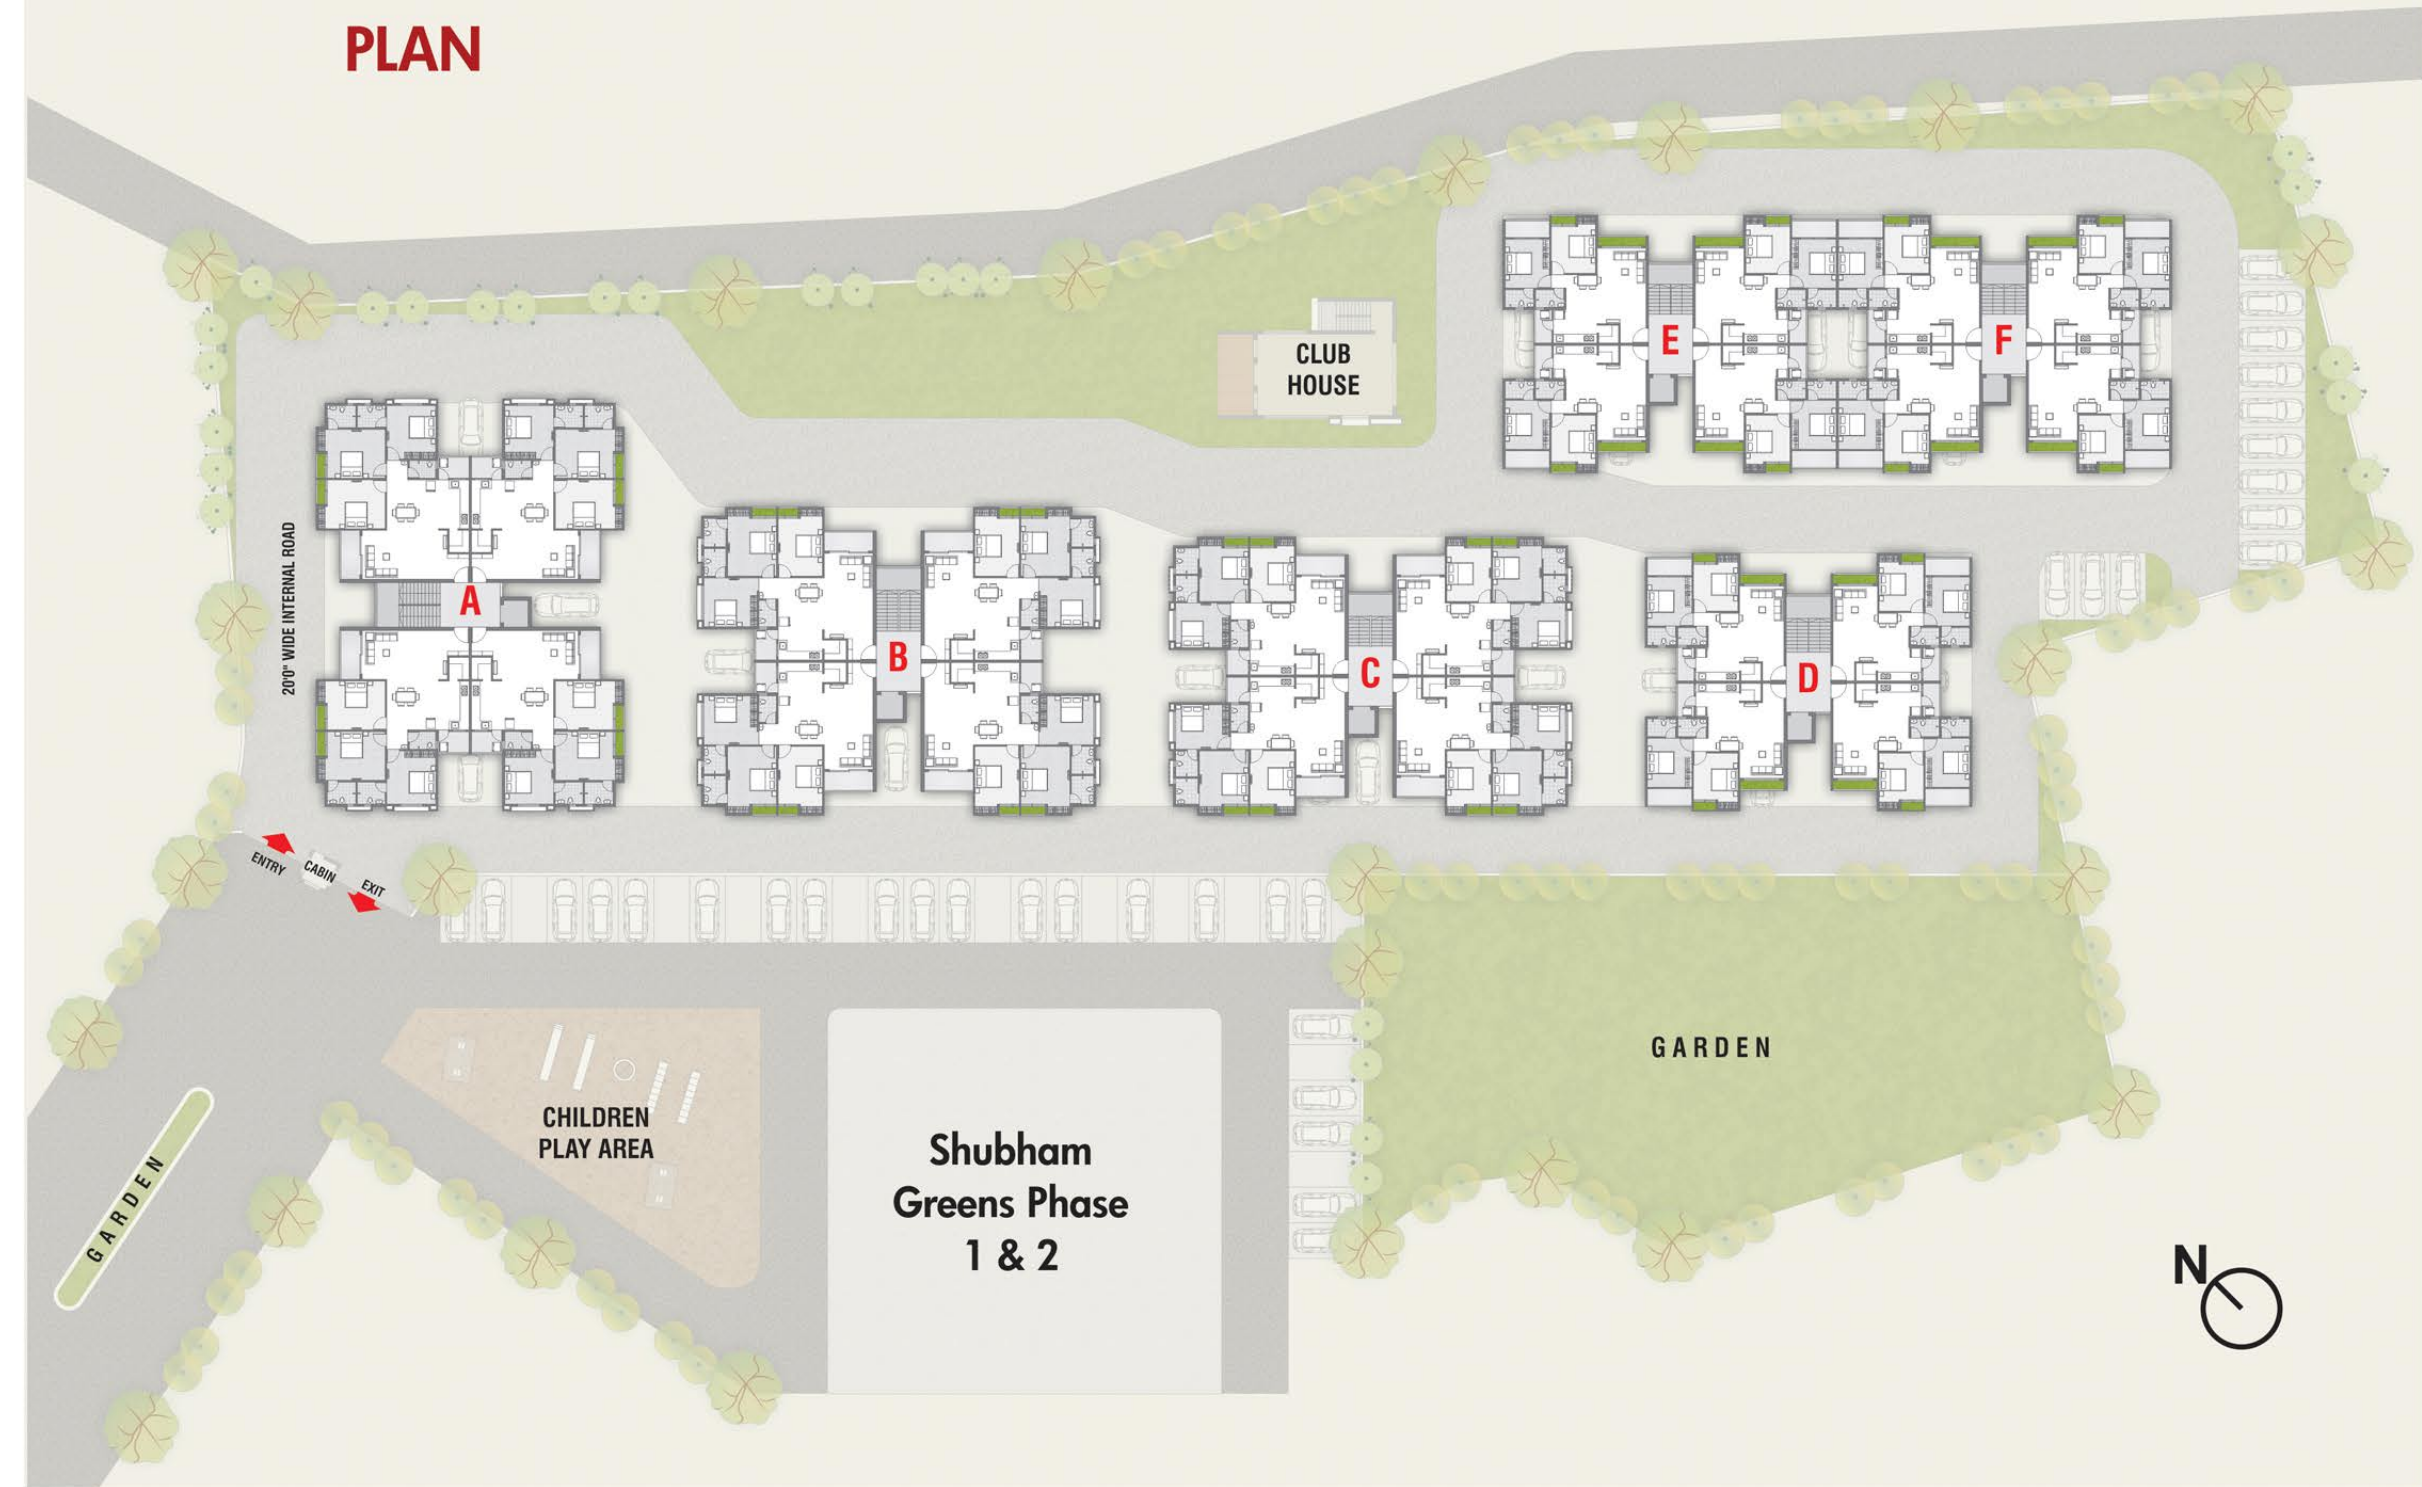 PLAN
CLUB
HOUSE
E
F
20'0" WIDE INTERNAL ROAD
A
B
C
D
ENTRY
CABIN
EXIT
GARDEN
CHILDREN
PLAY AREA
Shubham
Greens Phase
1 & 2
GARDEN
N